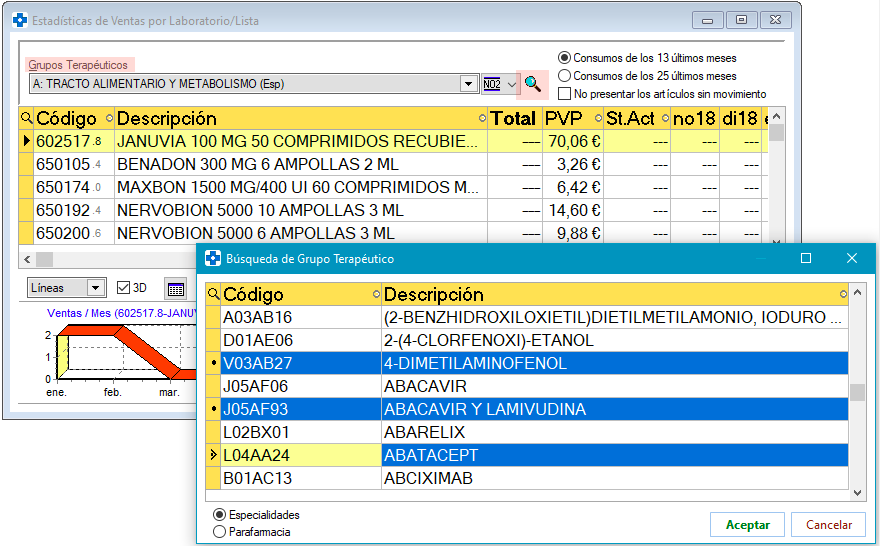 Estadísticas de Ventas por Laboratorio/Lista
Grupos Terapéuticos
A: TRACTO ALIMENTARIO Y METABOLISMO (Esp)
NO2
Consumos de los 13 últimos meses
Consumos de los 25 últimos meses
No presentar los artículos sin movimiento
Código Descripción Total PVP St.Act no18 di18 e
602517.8 JANUVIA 100 MG 50 COMPRIMIDOS RECUBIE... ---- 70,06 € --- --- ---
650105.4 BENADON 300 MG 6 AMPOLLAS 2 ML ---- 3,26 € --- --- ---
650174.0 MAXBON 1500 MG/400 UI 60 COMPRIMIDOS M... ---- 6,42 € --- --- ---
650192.4 NERVOBION 5000 10 AMPOLLAS 3 ML ---- 14,60 € --- --- ---
650200.6 NERVOBION 5000 6 AMPOLLAS 3 ML ---- 9,88 € --- --- ---
Líneas
3D
Ventas / Mes (602517.8-JANU
2
1
0
ene. feb. mar.
Búsqueda de Grupo Terapéutico
Código Descripción
A03AB16 (2-BENZHIDROXILOXIETIL)DIETILMETILAMONIO, IODURO ...
D01AE06 2-(4-CLORFENOXI)-ETANOL
V03AB27 4-DIMETILAMINOFENOL
J05AF06 ABACAVIR
J05AF93 ABACAVIR Y LAMIVUDINA
L02BX01 ABARELIX
L04AA24 ABATACEPT
B01AC13 ABCIXIMAB
Especialidades
Parafarmacia
Aceptar
Cancelar